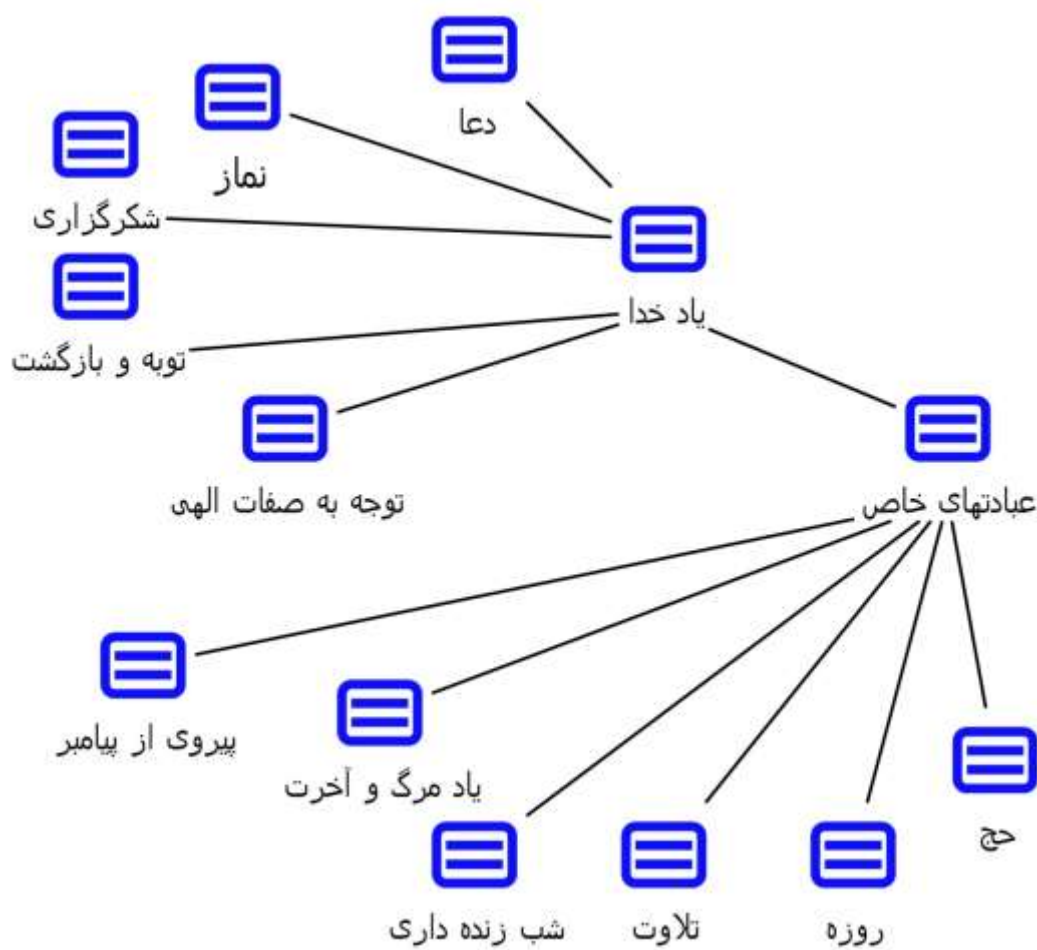 دعا
نماز
شکرگزاری
یاد خدا
توبه و بازگشت
توجه به صفات الهی
عبادتهای خاص
پیروی از پیامبر
یاد مرگ و آخرت
حج
شب زنده داری
تلاوت
روزه